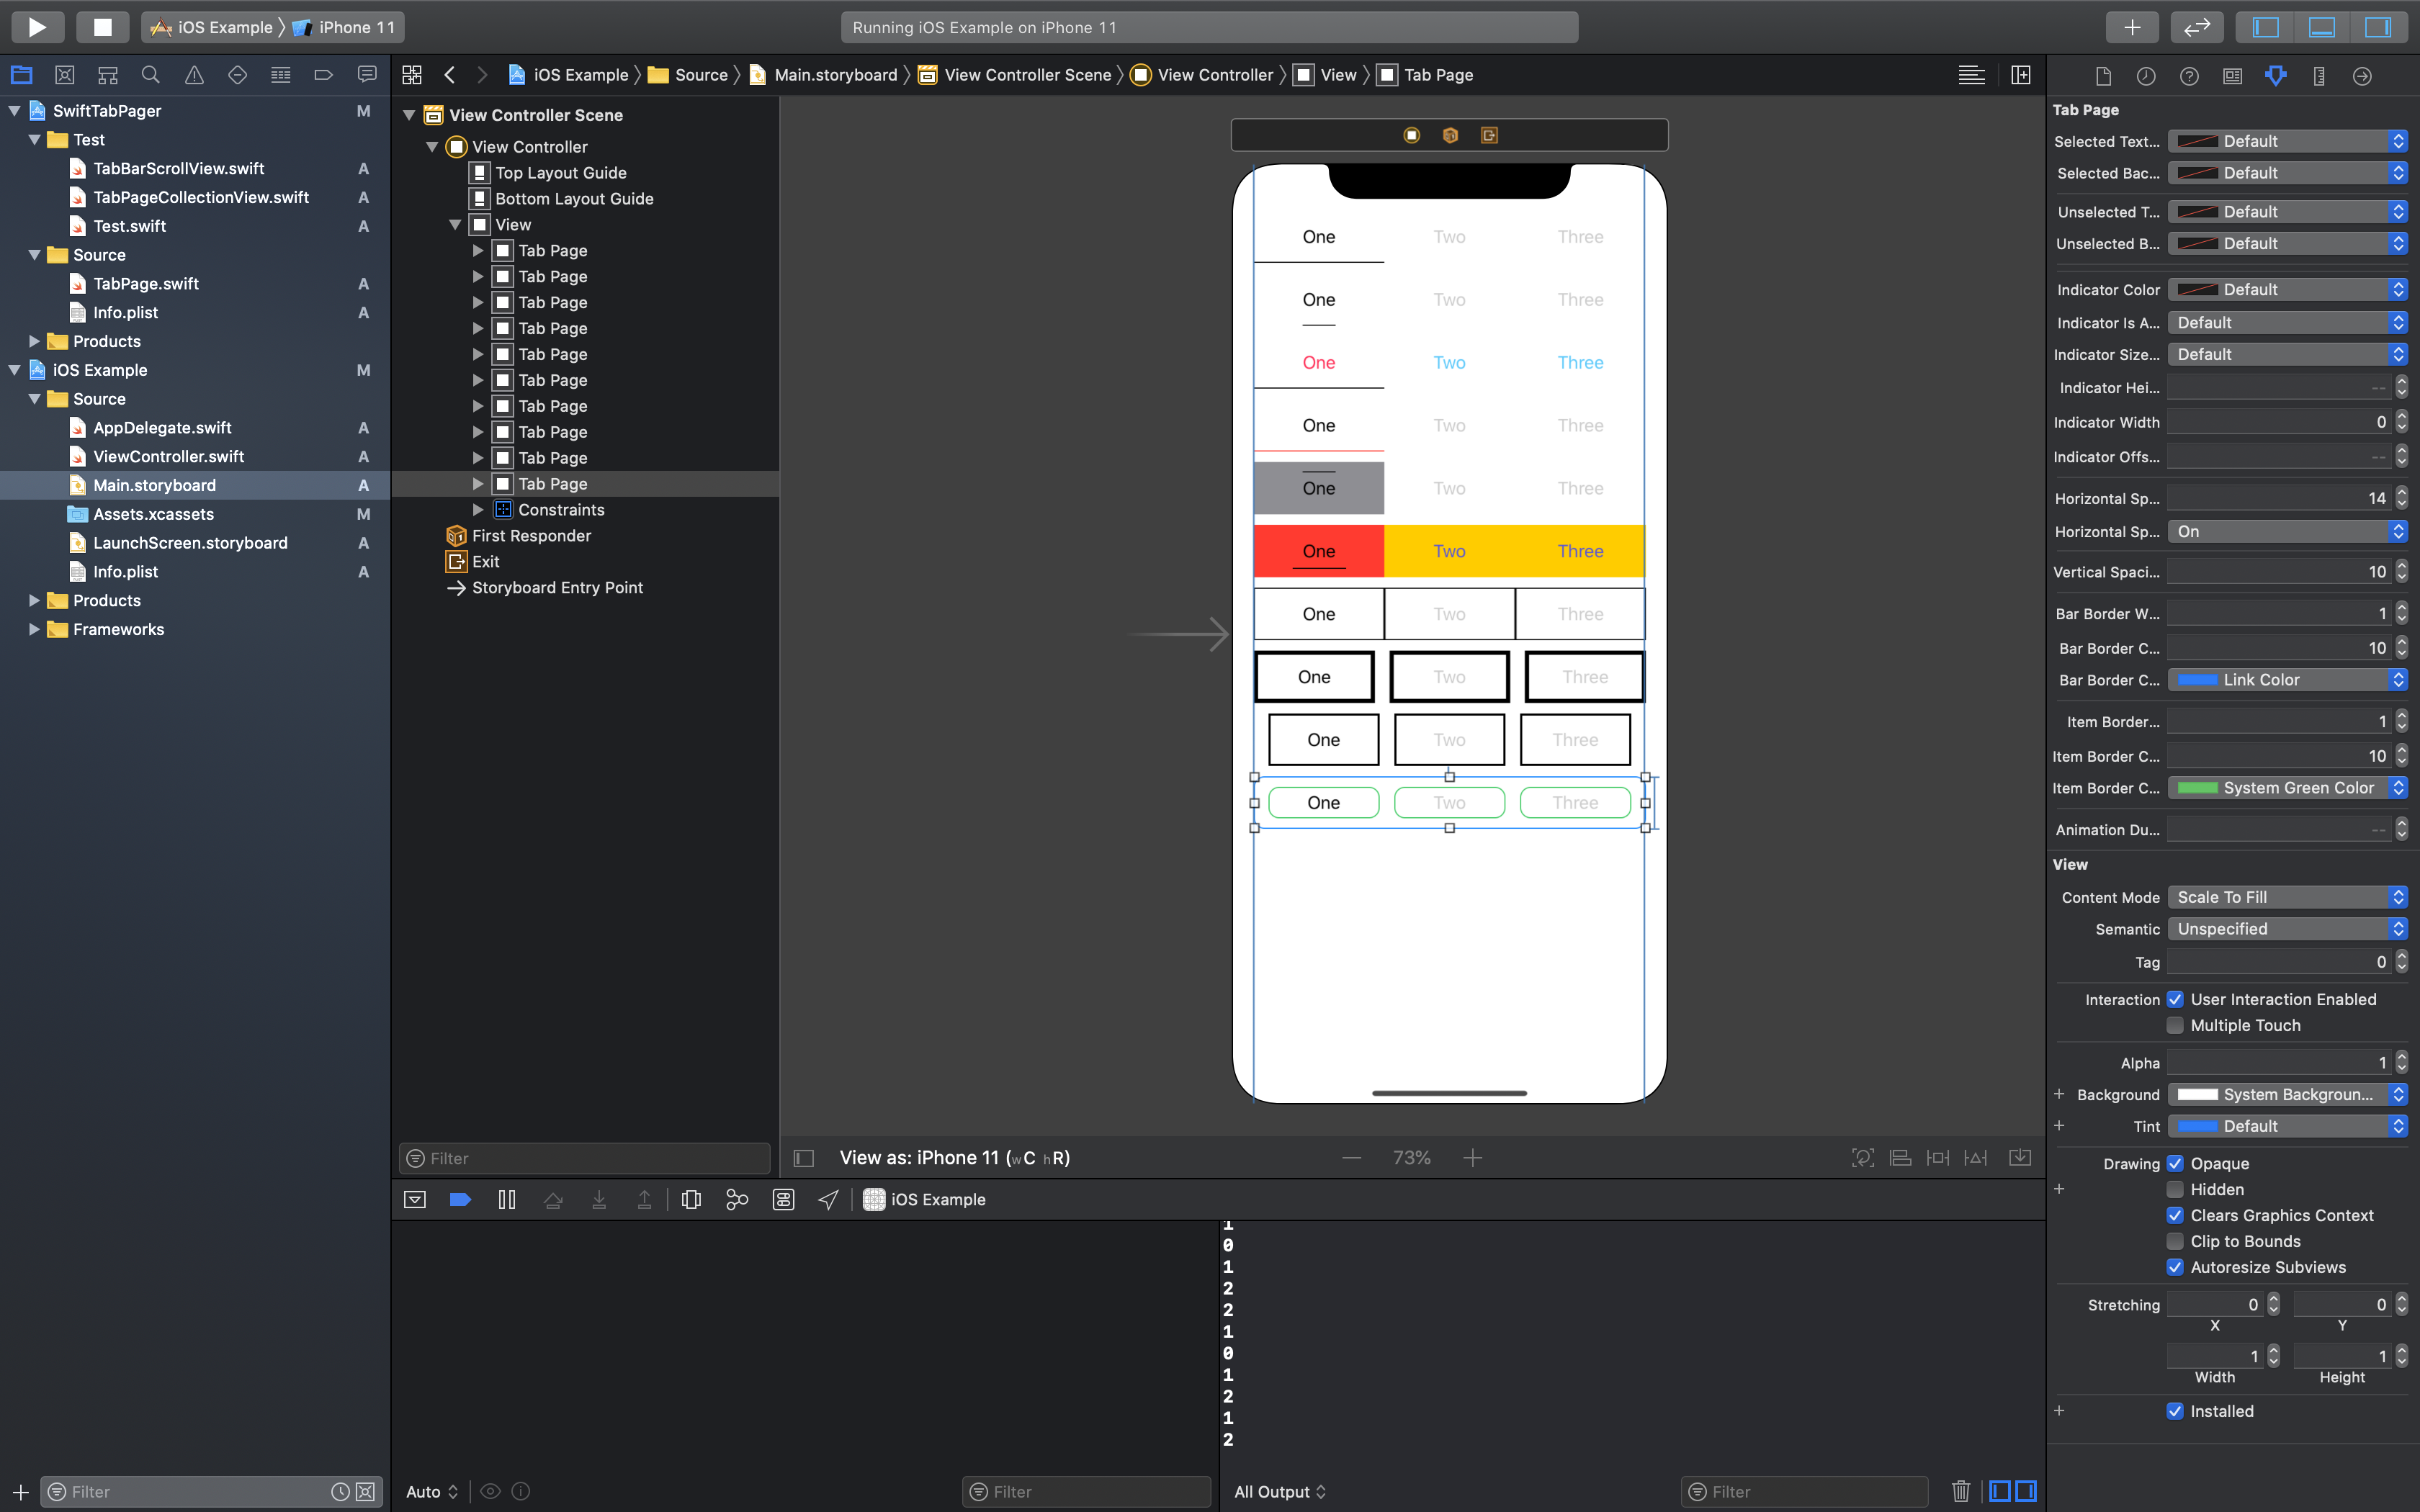 iOS Example 〉 iPhone 11
Running iOS Example on iPhone 11
SwiftTabPager M
Test
TabBarScrollView.swift A
TabPageCollectionView.swift A
Test.swift A
Source
TabPage.swift A
Info.plist A
Products
iOS Example M
Source
AppDelegate.swift A
ViewController.swift A
Main.storyboard A
Assets.xcassets M
LaunchScreen.storyboard A
Info.plist A
Products
Frameworks
Filter
iOS Example 〉 Source 〉 Main.storyboard 〉 View Controller Scene 〉 View Controller 〉 View 〉 Tab Page
View Controller Scene
View Controller
Top Layout Guide
Bottom Layout Guide
View
Tab Page
Tab Page
Tab Page
Tab Page
Tab Page
Tab Page
Tab Page
Tab Page
Tab Page
Tab Page
Constraints
First Responder
Exit
Storyboard Entry Point
Filter
One Two Three
One Two Three
One Two Three
One Two Three
One Two Three
One Two Three
One Two Three
One Two Three
One Two Three
One Two Three
View as: iPhone 11 (wC hR)
73%
iOS Example
1
0
1
2
2
1
0
1
2
1
2
Auto
Filter
All Output
Filter
Tab Page
Selected Text... Default
Selected Bac... Default
Unselected T... Default
Unselected B... Default
Indicator Color Default
Indicator Is A... Default
Indicator Size... Default
Indicator Hei... --
Indicator Width 0
Indicator Offs... --
Horizontal Sp... 14
Horizontal Sp... On
Vertical Spaci... 10
Bar Border W... 1
Bar Border C... 10
Bar Border C... Link Color
Item Border... 1
Item Border C... 10
Item Border C... System Green Color
Animation Du... --
View
Content Mode Scale To Fill
Semantic Unspecified
Tag 0
Interaction User Interaction Enabled
Multiple Touch
Alpha 1
+ Background System Backgroun...
+ Tint Default
Drawing Opaque
+ Hidden
Clears Graphics Context
Clip to Bounds
Autoresize Subviews
Stretching 0 0
X Y
1 1
Width Height
+ Installed